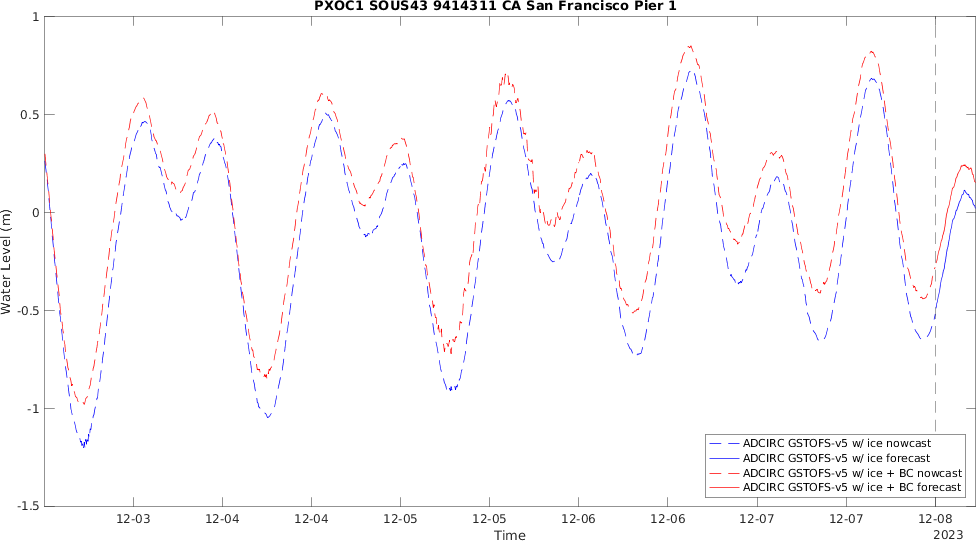 PXOC1 SOUS43 9414311 CA San Francisco Pier 1
1
0.5
0
-0.5
-1
-1.5
Water Level (m)
12-03 12-04 12-04 12-05 12-05 12-06 12-06 12-07 12-07 12-08
Time 2023
ADCIRC GSTOFS-v5 w/ ice nowcast
ADCIRC GSTOFS-v5 w/ ice forecast
ADCIRC GSTOFS-v5 w/ ice + BC nowcast
ADCIRC GSTOFS-v5 w/ ice + BC forecast